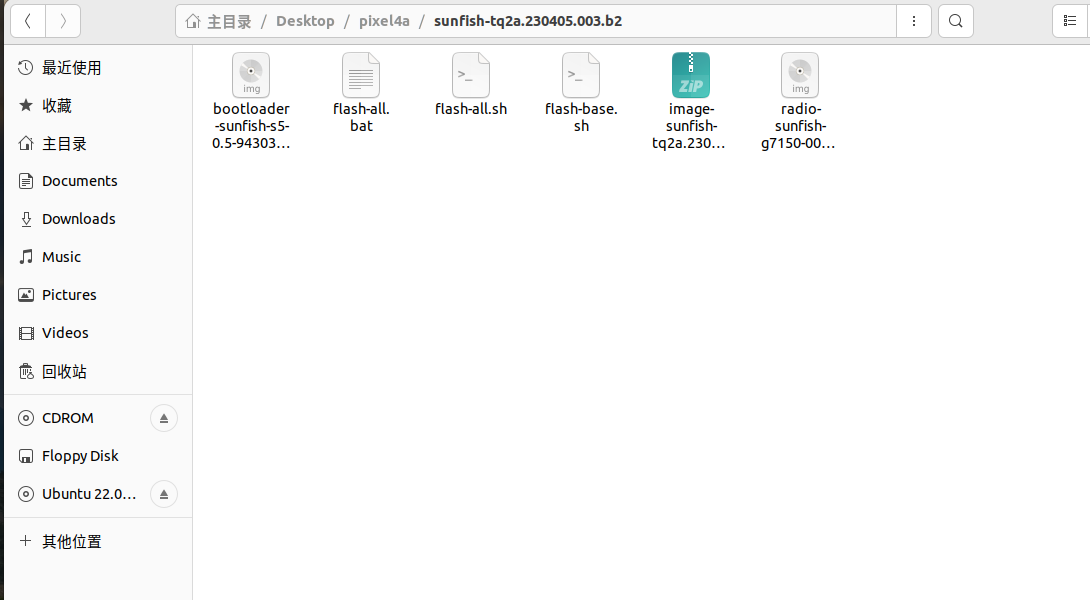 主目录 / Desktop / pixel4a / sunfish-tq2a.230405.003.b2
最近使用
收藏
主目录
Documents
Downloads
Music
Pictures
Videos
回收站
CDROM
Floppy Disk
Ubuntu 22.0…
其他位置
img
bootloader
-sunfish-s5-
0.5-94303…
flash-all.
bat
>_
flash-all.sh
>_
flash-base.
sh
ZiP
image-
sunfish-
tq2a.230…
img
radio-
sunfish-
g7150-00…